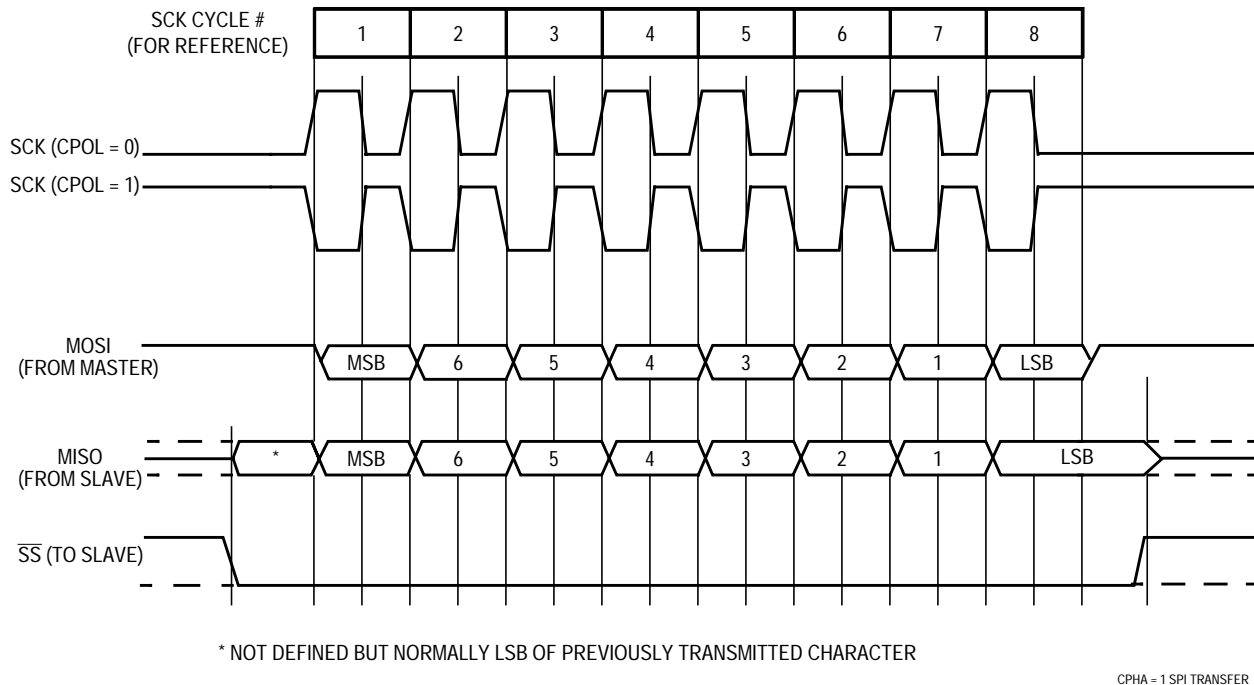 SCK CYCLE #
(FOR REFERENCE)
1 2 3 4 5 6 7 8
SCK (CPOL = 0)
SCK (CPOL = 1)
MOSI
(FROM MASTER)
MSB 6 5 4 3 2 1 LSB
MISO
(FROM SLAVE)
* MSB 6 5 4 3 2 1 LSB
S̅S̅ (TO SLAVE)
* NOT DEFINED BUT NORMALLY LSB OF PREVIOUSLY TRANSMITTED CHARACTER
CPHA = 1 SPI TRANSFER